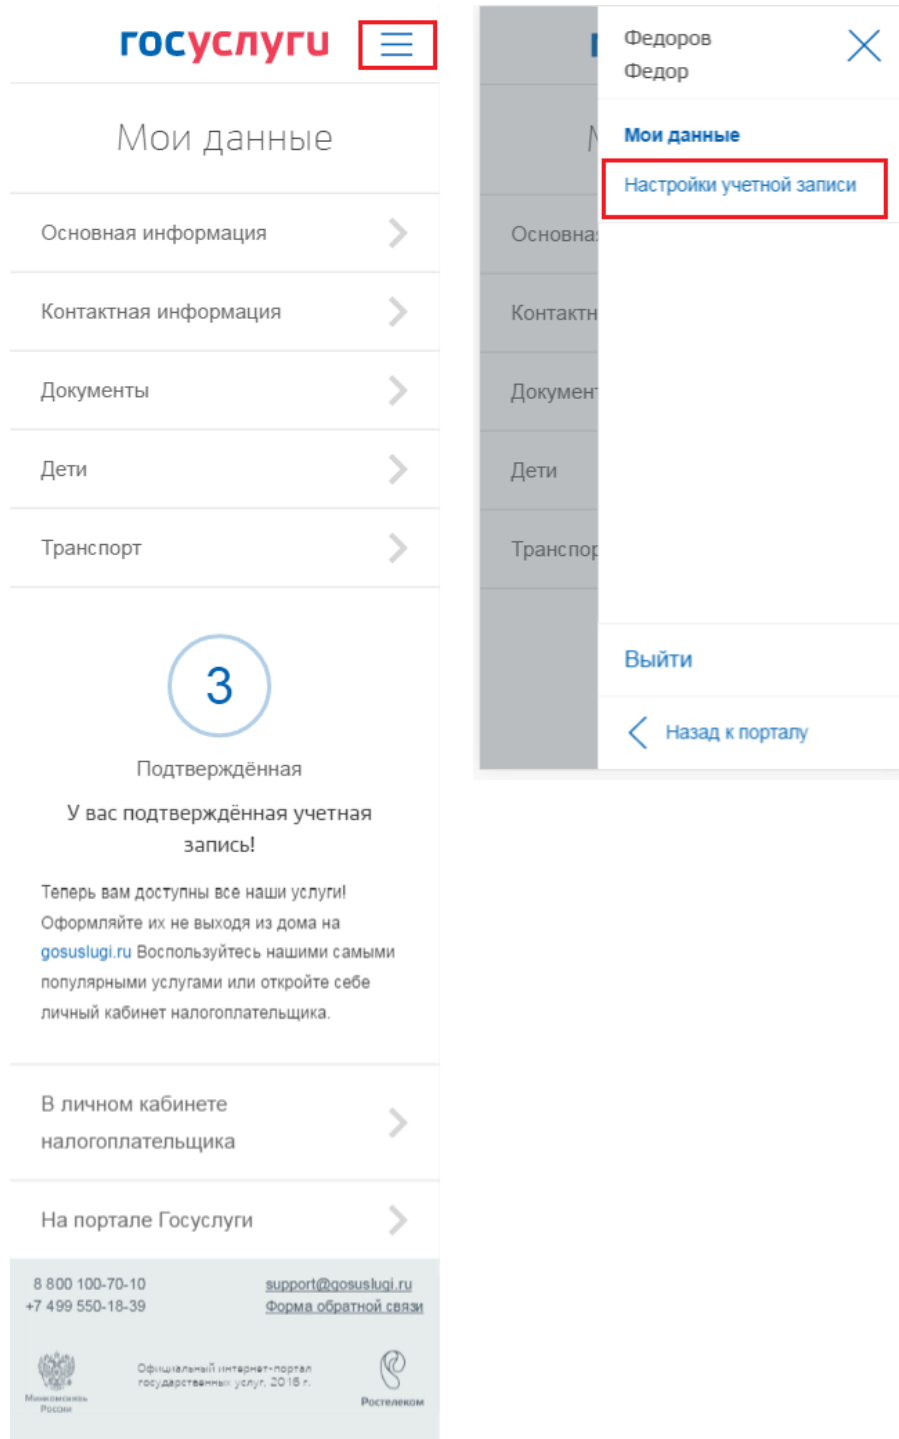 госуслуги
Мои данные
Основная информация
Контактная информация
Документы
Дети
Транспорт
3
Подтверждённая
У вас подтверждённая учетная
запись!
Теперь вам доступны все наши услуги!
Оформляйте их не выходя из дома на
gosuslugi.ru Воспользуйтесь нашими самыми
популярными услугами или откройте себе
личный кабинет налогоплательщика.
В личном кабинете
налогоплательщика
На портале Госуслуги
8 800 100-70-10
support@gosuslugi.ru
+7 499 550-18-39
Форма обратной связи
Официальный интернет-портал
государственных услуг, 2016 г.
Минкомсвязь
России
Ростелеком
Федоров
Федор
Мои данные
Настройки учетной записи
Основна
Контактн
Докумен
Дети
Транспор
Выйти
Назад к порталу